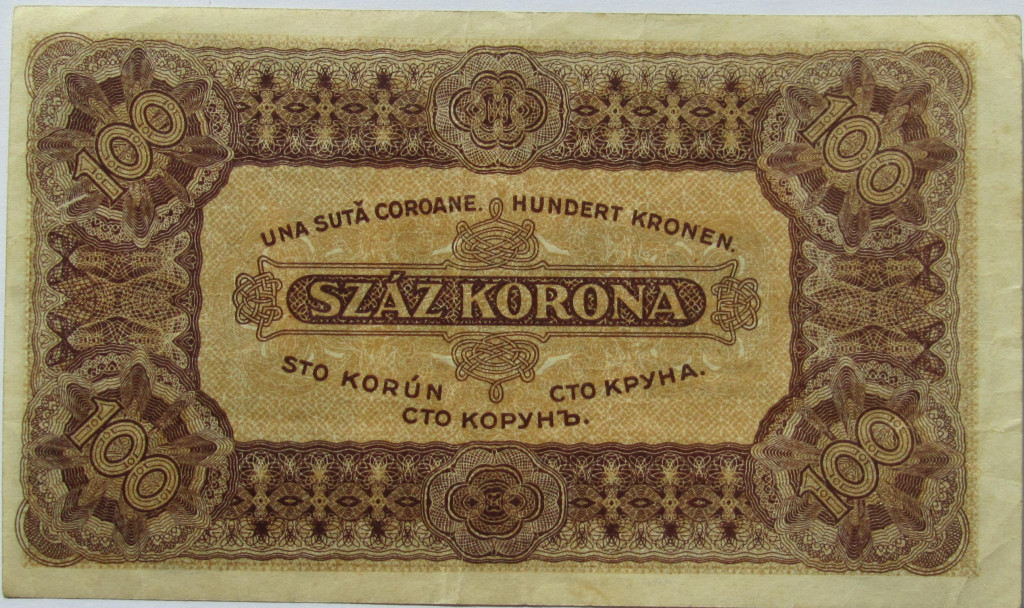 100
100
UNA SUTĂ COROANE. HUNDERT KRONEN.
SZÁZ KORONA
STO KORÚN
СТО КРУНА.
СТО КОРУНЪ.
100
100